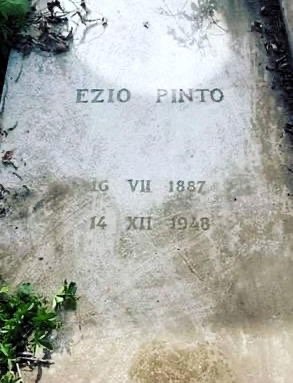 EZIO PINTO
16 VII 1887
14 XII 1948